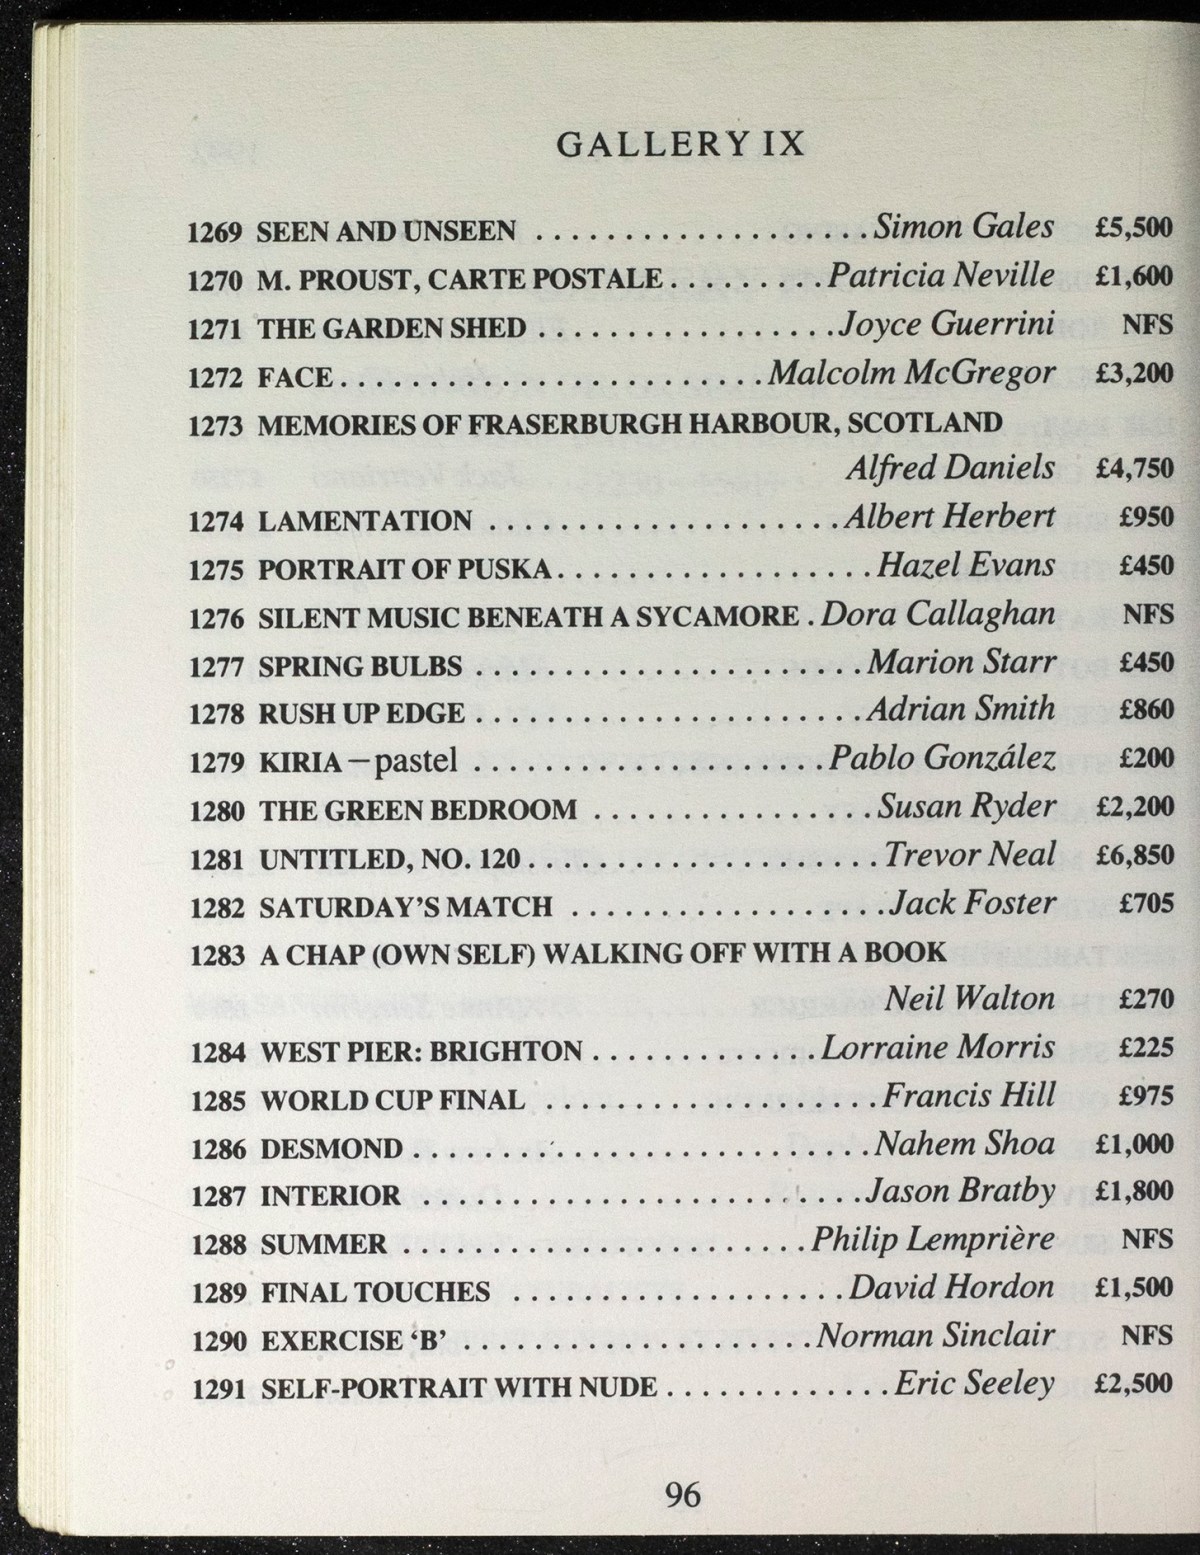 GALLERY IX
1269 SEEN AND UNSEEN . . . . . . . . . . . . . . . . . . . Simon Gales £5,500
1270 M. PROUST, CARTE POSTALE . . . . . . . . . Patricia Neville £1,600
1271 THE GARDEN SHED . . . . . . . . . . . . . . . . . Joyce Guerrini NFS
1272 FACE . . . . . . . . . . . . . . . . . . . . . . . . Malcolm McGregor £3,200
1273 MEMORIES OF FRASERBURGH HARBOUR, SCOTLAND
Alfred Daniels £4,750
1274 LAMENTATION . . . . . . . . . . . . . . . . . . . . Albert Herbert £950
1275 PORTRAIT OF PUSKA . . . . . . . . . . . . . . . . . . Hazel Evans £450
1276 SILENT MUSIC BENEATH A SYCAMORE . Dora Callaghan NFS
1277 SPRING BULBS . . . . . . . . . . . . . . . . . . . . . . Marion Starr £450
1278 RUSH UP EDGE . . . . . . . . . . . . . . . . . . . . . . Adrian Smith £860
1279 KIRIA — pastel . . . . . . . . . . . . . . . . . . . . Pablo González £200
1280 THE GREEN BEDROOM . . . . . . . . . . . . . . . . Susan Ryder £2,200
1281 UNTITLED, NO. 120 . . . . . . . . . . . . . . . . . . . . Trevor Neal £6,850
1282 SATURDAY'S MATCH . . . . . . . . . . . . . . . . . . Jack Foster £705
1283 A CHAP (OWN SELF) WALKING OFF WITH A BOOK
Neil Walton £270
1284 WEST PIER: BRIGHTON . . . . . . . . . . . . . Lorraine Morris £225
1285 WORLD CUP FINAL . . . . . . . . . . . . . . . . . . . Francis Hill £975
1286 DESMOND . . . . . . . . . . . . . . . . . . . . . . . . . . Nahem Shoa £1,000
1287 INTERIOR . . . . . . . . . . . . . . . . . . . . . . . . . Jason Bratby £1,800
1288 SUMMER . . . . . . . . . . . . . . . . . . . . . . . Philip Lemprière NFS
1289 FINAL TOUCHES . . . . . . . . . . . . . . . . . . . David Hordon £1,500
1290 EXERCISE ‘B’ . . . . . . . . . . . . . . . . . . . . Norman Sinclair NFS
1291 SELF-PORTRAIT WITH NUDE . . . . . . . . . . . . . Eric Seeley £2,500
96